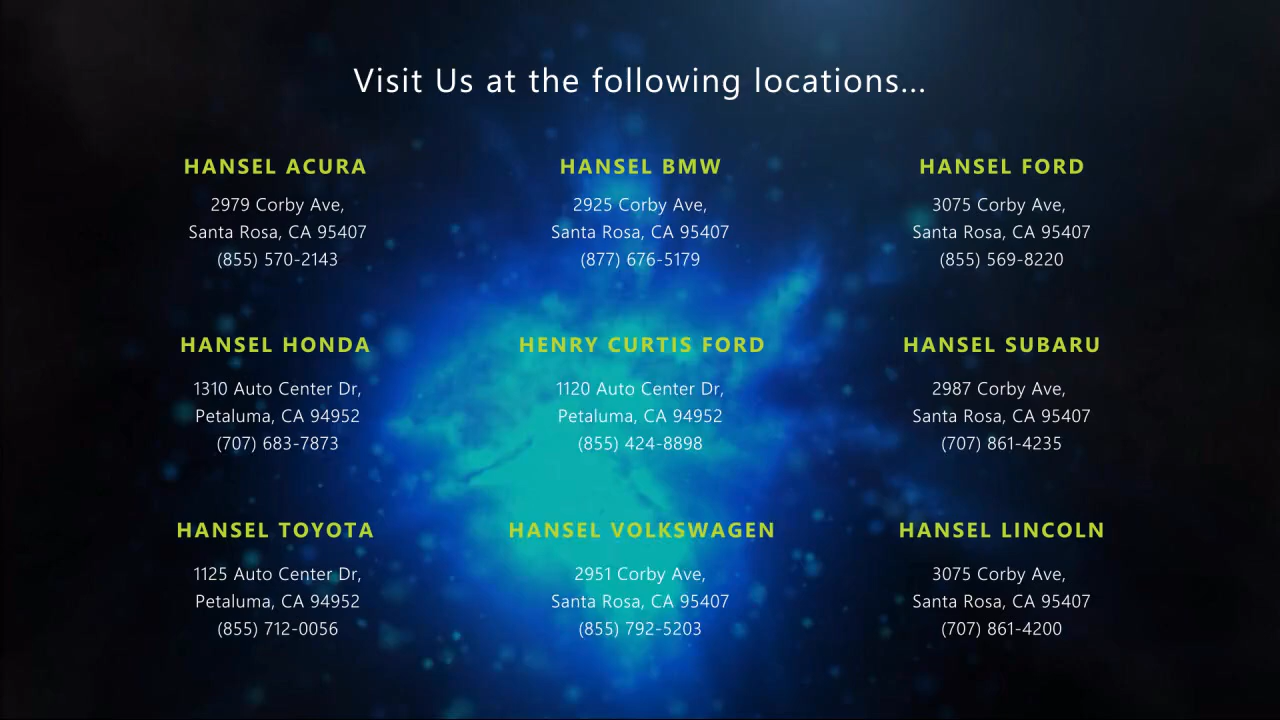 Visit Us at the following locations...
HANSEL ACURA
2979 Corby Ave,
Santa Rosa, CA 95407
(855) 570-2143
HANSEL BMW
2925 Corby Ave,
Santa Rosa, CA 95407
(877) 676-5179
HANSEL FORD
3075 Corby Ave,
Santa Rosa, CA 95407
(855) 569-8220
HANSEL HONDA
1310 Auto Center Dr,
Petaluma, CA 94952
(707) 683-7873
HENRY CURTIS FORD
1120 Auto Center Dr,
Petaluma, CA 94952
(855) 424-8898
HANSEL SUBARU
2987 Corby Ave,
Santa Rosa, CA 95407
(707) 861-4235
HANSEL TOYOTA
1125 Auto Center Dr,
Petaluma, CA 94952
(855) 712-0056
HANSEL VOLKSWAGEN
2951 Corby Ave,
Santa Rosa, CA 95407
(855) 792-5203
HANSEL LINCOLN
3075 Corby Ave,
Santa Rosa, CA 95407
(707) 861-4200